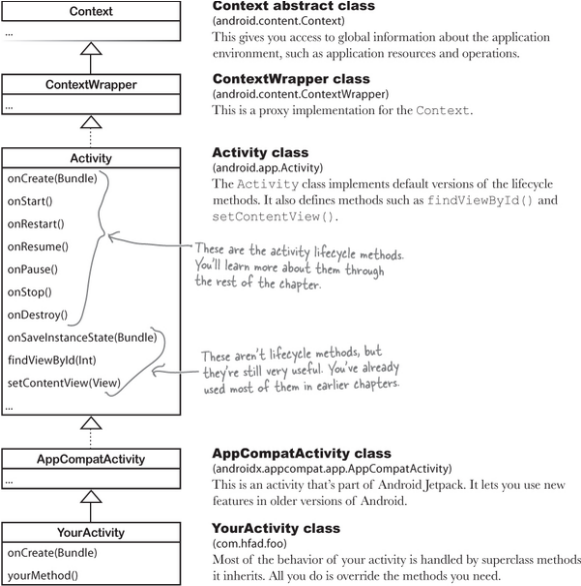 Context
...
Context abstract class
(android.content.Context)
This gives you access to global information about the application
environment, such as application resources and operations.
ContextWrapper
...
ContextWrapper class
(android.content.ContextWrapper)
This is a proxy implementation for the Context.
Activity
onCreate(Bundle)
onStart()
onRestart()
onResume()
onPause()
onStop()
onDestroy()
onSaveInstanceState(Bundle)
findViewById(Int)
setContentView(View)
...
Activity class
(android.app.Activity)
The Activity class implements default versions of the lifecycle
methods. It also defines methods such as findViewById() and
setContentView().
These are the activity lifecycle methods.
You'll learn more about them through
the rest of the chapter.
These aren't lifecycle methods, but
they're still very useful. You've already
used most of them in earlier chapters.
AppCompatActivity
...
AppCompatActivity class
(androidx.appcompat.app.AppCompatActivity)
This is an activity that's part of Android Jetpack. It lets you use new
features in older versions of Android.
YourActivity
onCreate(Bundle)
yourMethod()
YourActivity class
(com.hfad.foo)
Most of the behavior of your activity is handled by superclass methods
it inherits. All you do is override the methods you need.